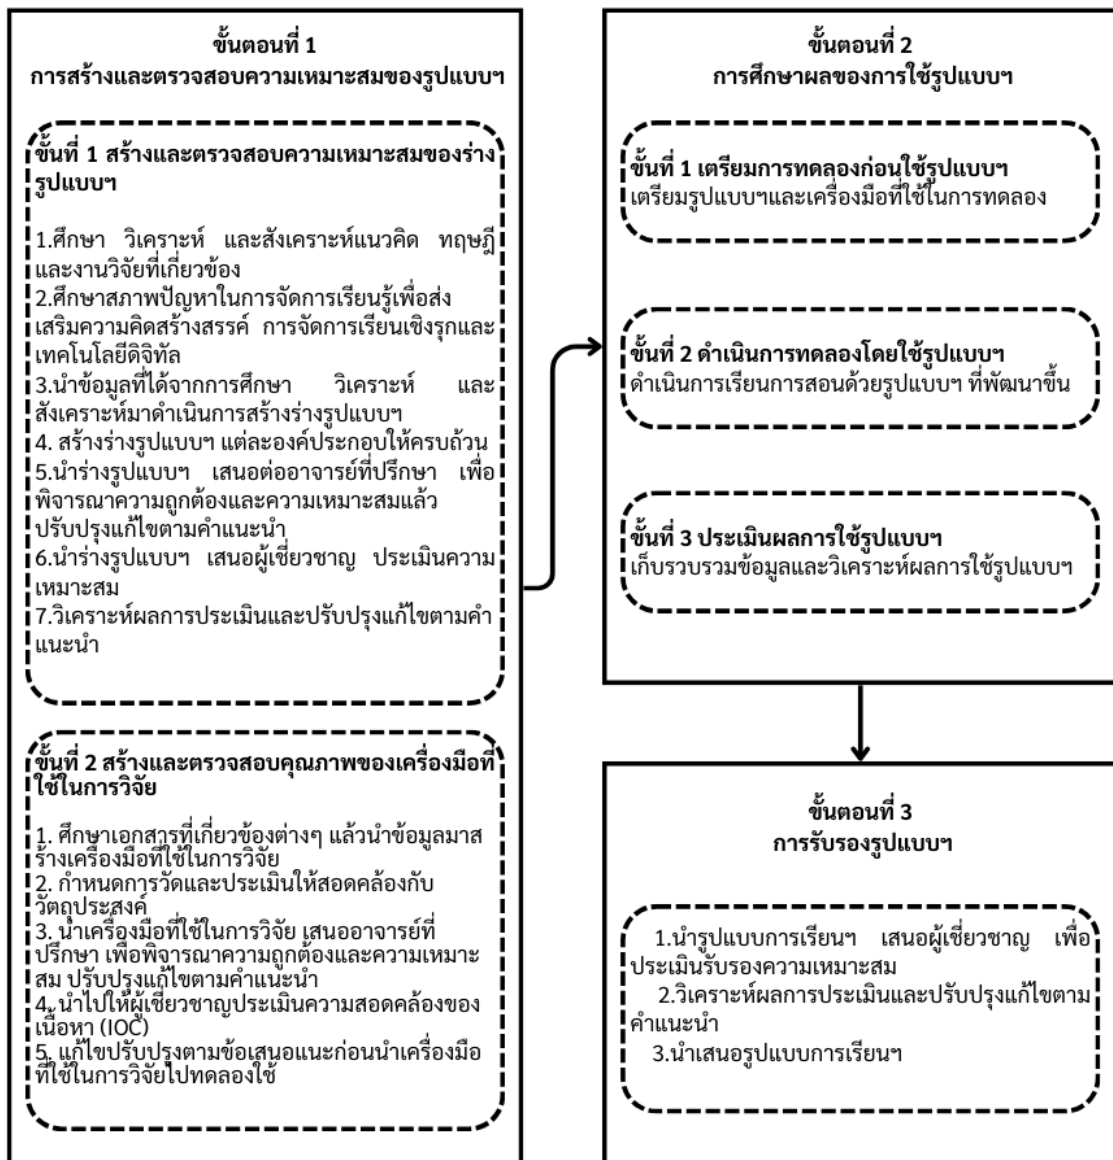 ขั้นตอนที่ 1
การสร้างและตรวจสอบความเหมาะสมของรูปแบบฯ
ขั้นที่ 1 สร้างและตรวจสอบความเหมาะสมของร่าง
รูปแบบฯ
1.ศึกษา วิเคราะห์ และสังเคราะห์แนวคิด ทฤษฎี
และงานวิจัยที่เกี่ยวข้อง
2.ศึกษาสภาพปัญหาในการจัดการเรียนรู้เพื่อส่ง
เสริมความคิดสร้างสรรค์ การจัดการเรียนเชิงรุกและ
เทคโนโลยีดิจิทัล
3.นำข้อมูลที่ได้จากการศึกษา วิเคราะห์ และ
สังเคราะห์มาดำเนินการสร้างร่างรูปแบบฯ
4. สร้างร่างรูปแบบฯ แต่ละองค์ประกอบให้ครบถ้วน
5.นำร่างรูปแบบฯ เสนอต่ออาจารย์ที่ปรึกษา เพื่อ
พิจารณาความถูกต้องและความเหมาะสมแล้ว
ปรับปรุงแก้ไขตามคำแนะนำ
6.นำร่างรูปแบบฯ เสนอผู้เชี่ยวชาญ ประเมินความ
เหมาะสม
7.วิเคราะห์ผลการประเมินและปรับปรุงแก้ไขตามคำ
แนะนำ
ขั้นที่ 2 สร้างและตรวจสอบคุณภาพของเครื่องมือที่
ใช้ในการวิจัย
1. ศึกษาเอกสารที่เกี่ยวข้องต่างๆ แล้วนำข้อมูลมาส
ร้างเครื่องมือที่ใช้ในการวิจัย
2. กำหนดการวัดและประเมินให้สอดคล้องกับ
วัตถุประสงค์
3. นำเครื่องมือที่ใช้ในการวิจัย เสนออาจารย์ที่
ปรึกษา เพื่อพิจารณาความถูกต้องและความเหมาะ
สม ปรับปรุงแก้ไขตามคำแนะนำ
4. นำไปให้ผู้เชี่ยวชาญประเมินความสอดคล้องของ
เนื้อหา (IOC)
5. แก้ไขปรับปรุงตามข้อเสนอแนะก่อนนำเครื่องมือ
ที่ใช้ในการวิจัยไปทดลองใช้
ขั้นตอนที่ 2
การศึกษาผลของการใช้รูปแบบฯ
ขั้นที่ 1 เตรียมการทดลองก่อนใช้รูปแบบฯ
เตรียมรูปแบบฯและเครื่องมือที่ใช้ในการทดลอง
ขั้นที่ 2 ดำเนินการทดลองโดยใช้รูปแบบฯ
ดำเนินการเรียนการสอนด้วยรูปแบบฯ ที่พัฒนาขึ้น
ขั้นที่ 3 ประเมินผลการใช้รูปแบบฯ
เก็บรวบรวมข้อมูลและวิเคราะห์ผลการใช้รูปแบบฯ
ขั้นตอนที่ 3
การรับรองรูปแบบฯ
1.นำรูปแบบการเรียนฯ เสนอผู้เชี่ยวชาญ เพื่อ
ประเมินรับรองความเหมาะสม
2.วิเคราะห์ผลการประเมินและปรับปรุงแก้ไขตาม
คำแนะนำ
3.นำเสนอรูปแบบการเรียนฯ